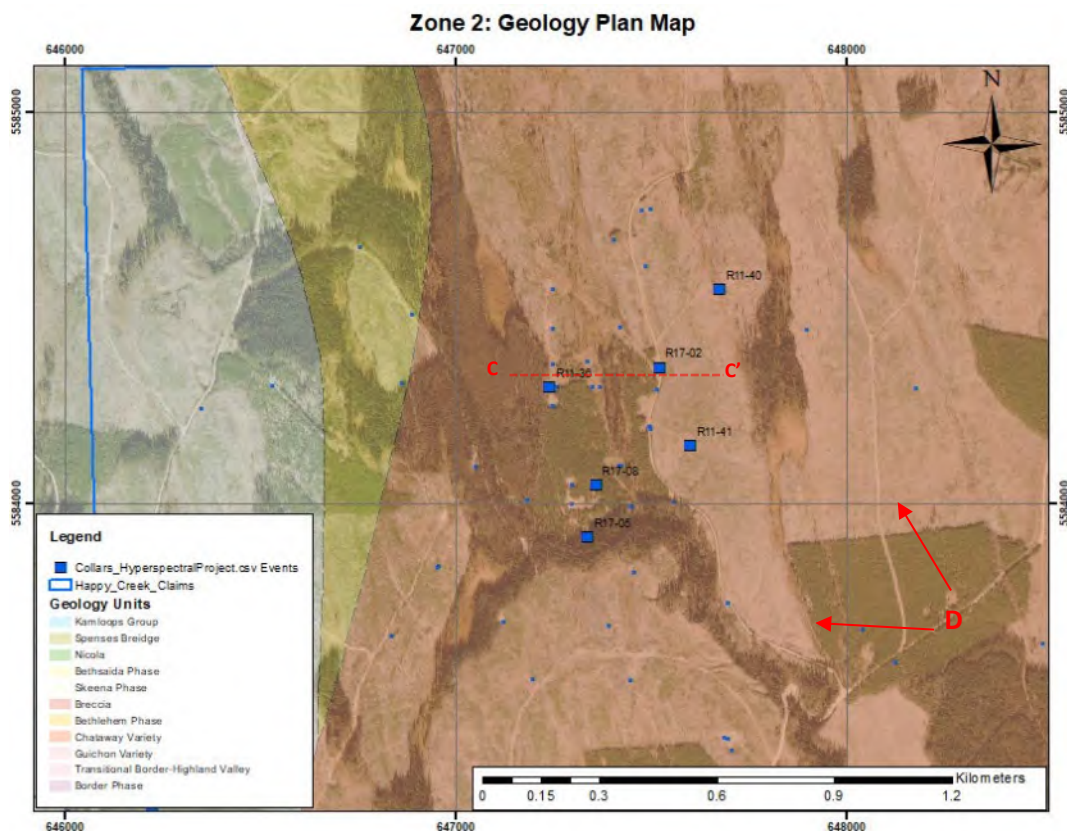 Zone 2: Geology Plan Map
646000 647000 648000
5585000 5585000
N
R11-40
R17-02
C C'
R11-36
R11-41
R17-08
5584000 5584000
R17-05
D
Legend
Collars_HyperspectralProject.csv Events
Happy_Creek_Claims
Geology Units
Kamloops Group
Spenses Breidge
Nicola
Bethsaida Phase
Skeena Phase
Breccia
Bethlehem Phase
Chataway Variety
Guichon Variety
Transitional Border-Highland Valley
Border Phase
Kilometers
0 0.15 0.3 0.6 0.9 1.2
646000 647000 648000